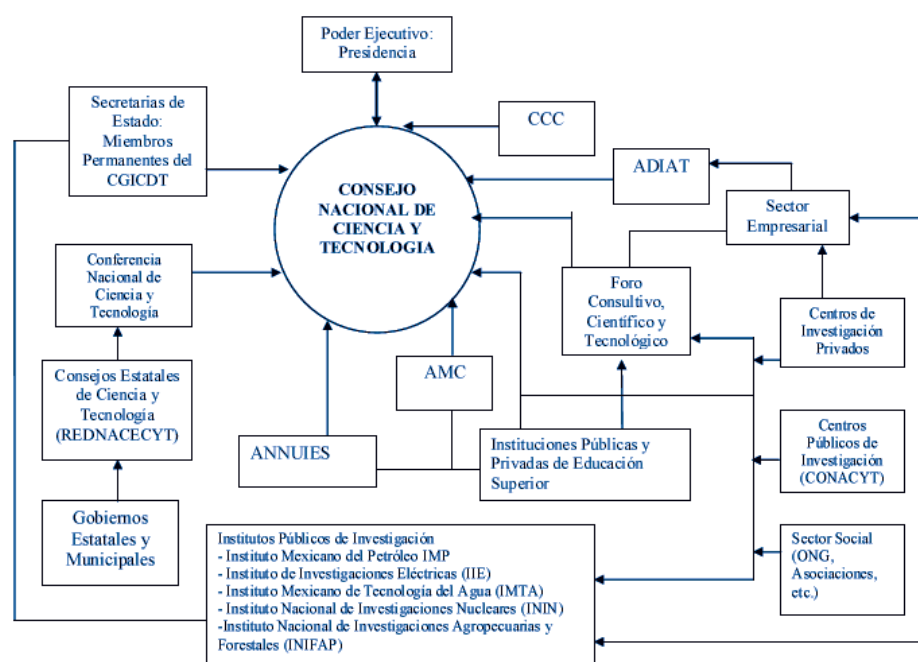 Poder Ejecutivo:
Presidencia
Secretarias de
Estado:
Miembros
Permanentes del
CGICDT
CCC
ADIAT
CONSEJO
NACIONAL DE
CIENCIA Y
TECNOLOGIA
Sector
Empresarial
Conferencia
Nacional de
Ciencia y
Tecnología
Foro
Consultivo,
Científico y
Tecnológico
Centros de
Investigación
Privados
Consejos Estatales
de Ciencia y
Tecnología
(REDNACECYT)
AMC
ANNUIES
Instituciones Públicas y
Privadas de Educación
Superior
Centros
Públicos de
Investigación
(CONACYT)
Gobiernos
Estatales y
Municipales
Institutos Públicos de Investigación
- Instituto Mexicano del Petróleo IMP
- Instituto de Investigaciones Eléctricas (IIE)
- Instituto Mexicano de Tecnología del Agua (IMTA)
- Instituto Nacional de Investigaciones Nucleares (ININ)
-Instituto Nacional de Investigaciones Agropecuarias y
Forestales (INIFAP)
Sector Social
(ONG,
Asociaciones,
etc.)